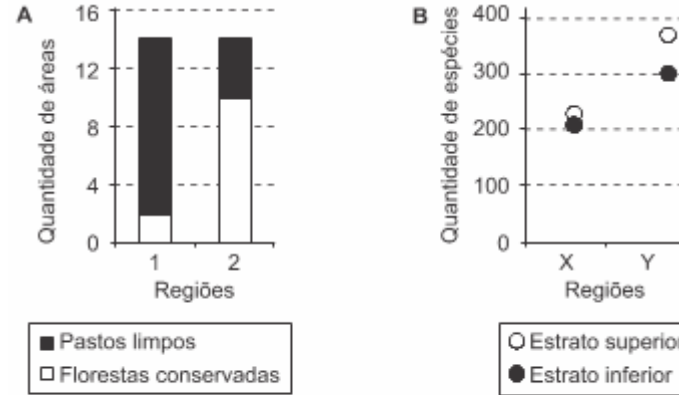 A
16
12
8
4
0
Quantidade de áreas
1 2
Regiões
Pastos limpos
Florestas conservadas
B
400
300
200
100
0
Quantidade de espécies
X Y
Regiões
Estrato superior
Estrato inferior